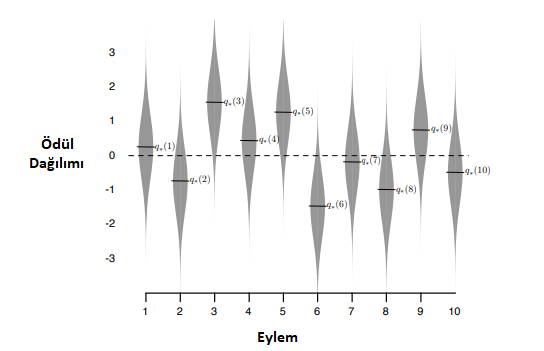 3
2
1
0
-1
-2
-3
Ödül
Dağılımı
q*(1)
q*(2)
q*(3)
q*(4)
q*(5)
q*(6)
q*(7)
q*(8)
q*(9)
q*(10)
1 2 3 4 5 6 7 8 9 10
Eylem